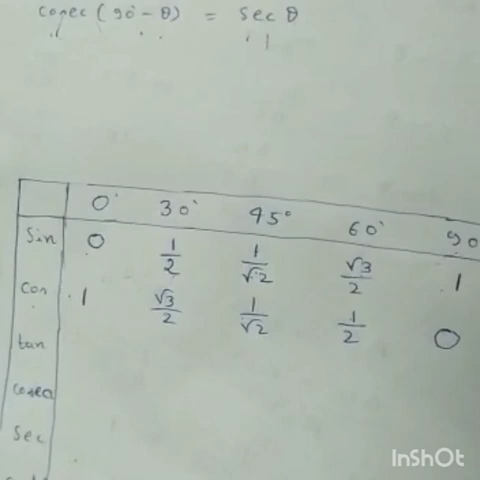 cosec (90° - θ) = sec θ
0° 30° 45° 60° 90
Sin 0 1/2 1/√2 √3/2 1
Cos 1 √3/2 1/√2 1/2 0
tan
Cosec
Sec
InShOt